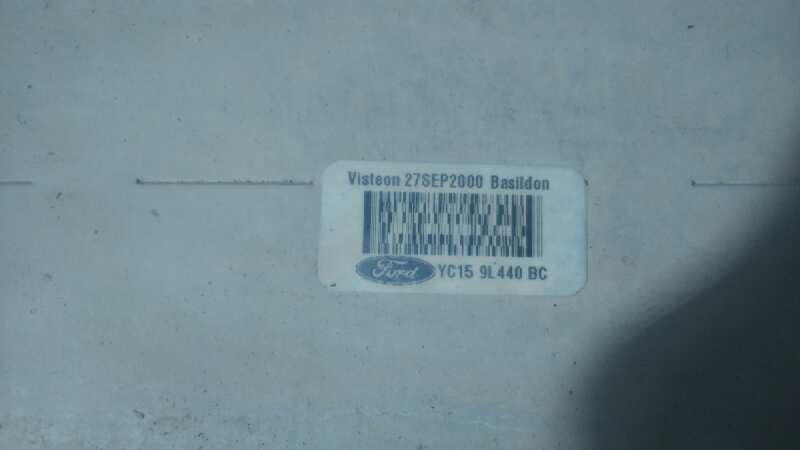 Visteon 27SEP2000 Basildon
Ford YC15 9L440 BC